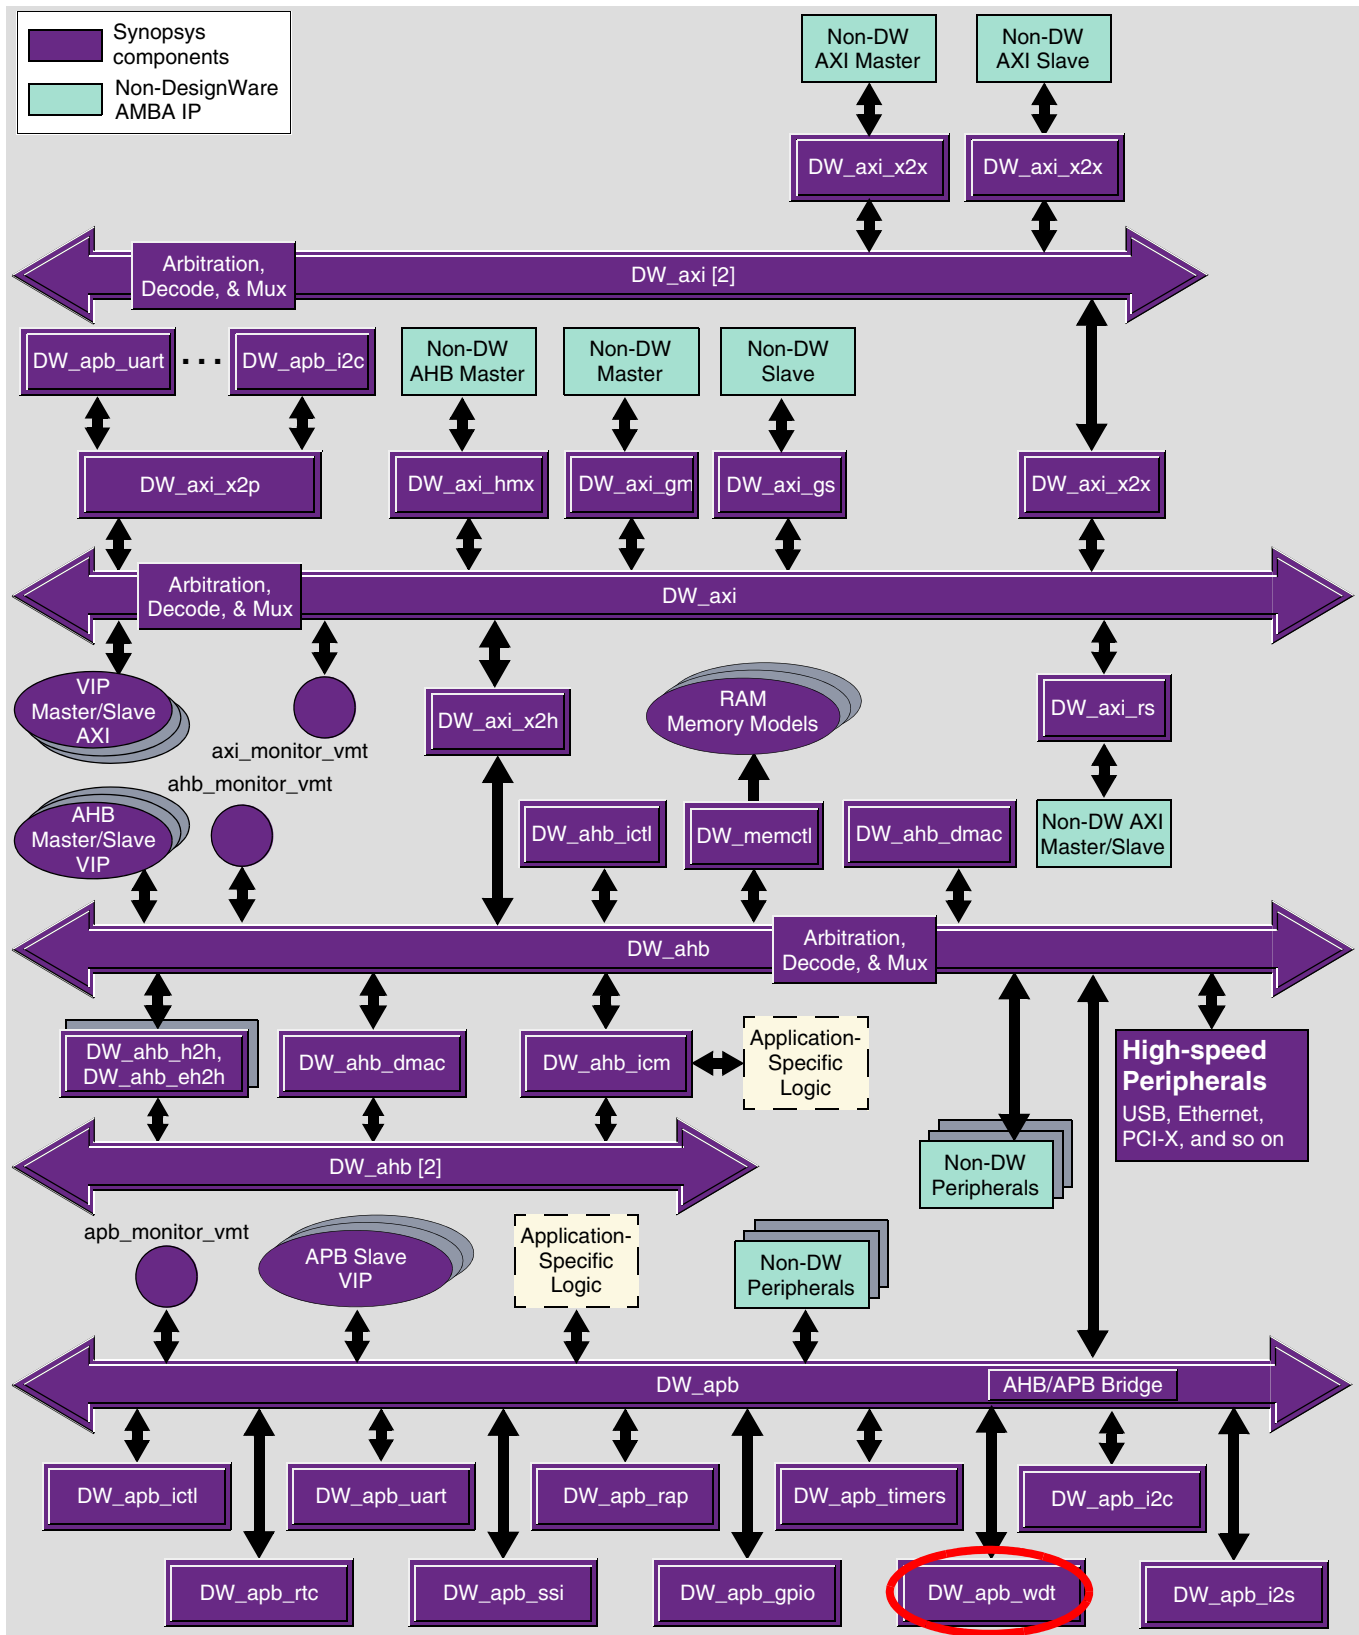 Synopsys
components
Non-DesignWare
AMBA IP
Non-DW
AXI Master
Non-DW
AXI Slave
DW_axi_x2x
DW_axi_x2x
Arbitration,
Decode, & Mux
DW_axi [2]
DW_apb_uart
. . .
DW_apb_i2c
Non-DW
AHB Master
Non-DW
Master
Non-DW
Slave
DW_axi_x2p
DW_axi_hmx
DW_axi_gm
DW_axi_gs
DW_axi_x2x
Arbitration,
Decode, & Mux
DW_axi
VIP
Master/Slave
AXI
axi_monitor_vmt
DW_axi_x2h
RAM
Memory Models
DW_axi_rs
ahb_monitor_vmt
AHB
Master/Slave
VIP
DW_ahb_ictl
DW_memctl
DW_ahb_dmac
Non-DW AXI
Master/Slave
DW_ahb
Arbitration,
Decode, & Mux
DW_ahb_h2h,
DW_ahb_eh2h
DW_ahb_dmac
DW_ahb_icm
Application-
Specific
Logic
High-speed
Peripherals
USB, Ethernet,
PCI-X, and so on
DW_ahb [2]
Non-DW
Peripherals
apb_monitor_vmt
APB Slave
VIP
Application-
Specific
Logic
Non-DW
Peripherals
DW_apb
AHB/APB Bridge
DW_apb_ictl
DW_apb_uart
DW_apb_rap
DW_apb_timers
DW_apb_i2c
DW_apb_rtc
DW_apb_ssi
DW_apb_gpio
DW_apb_wdt
DW_apb_i2s